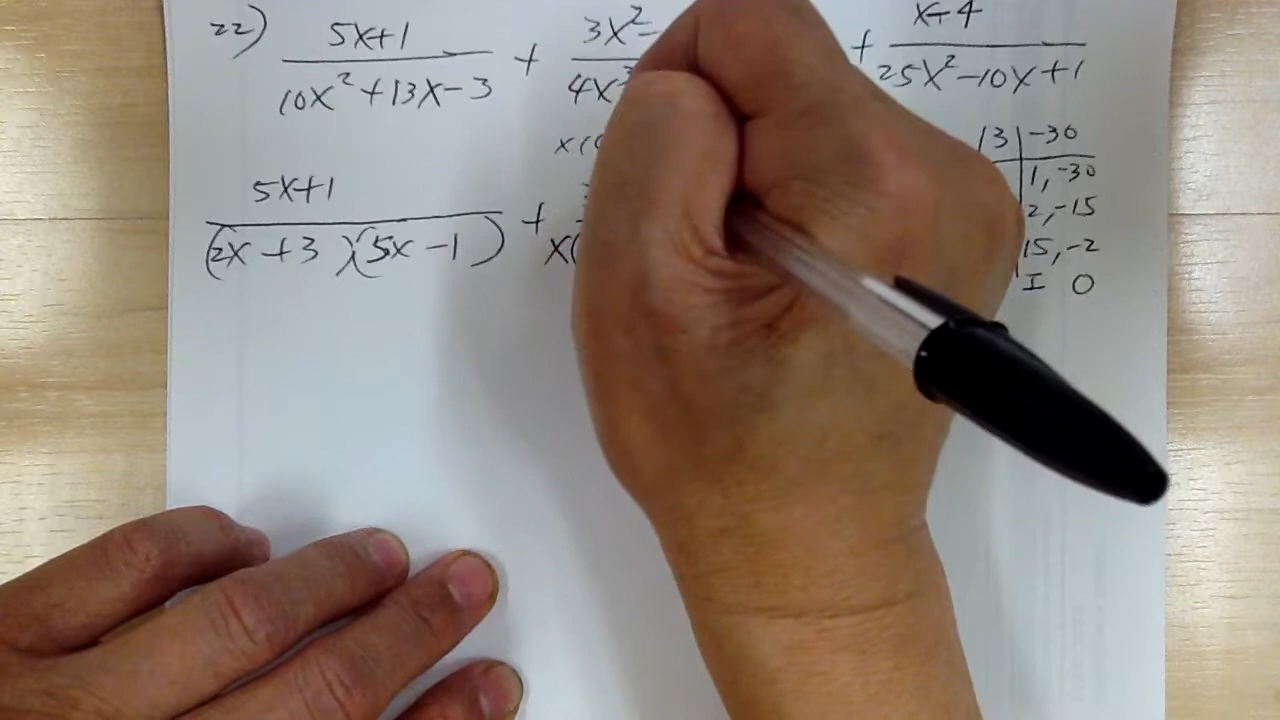 22) 5x+1 + 3x²- + x+4
10x²+13x-3 4x 25x²-10x+1
x( 13 -30
1, -30
5x+1 2, -15
(2x+3)(5x-1) + x( 15, -2
I 0